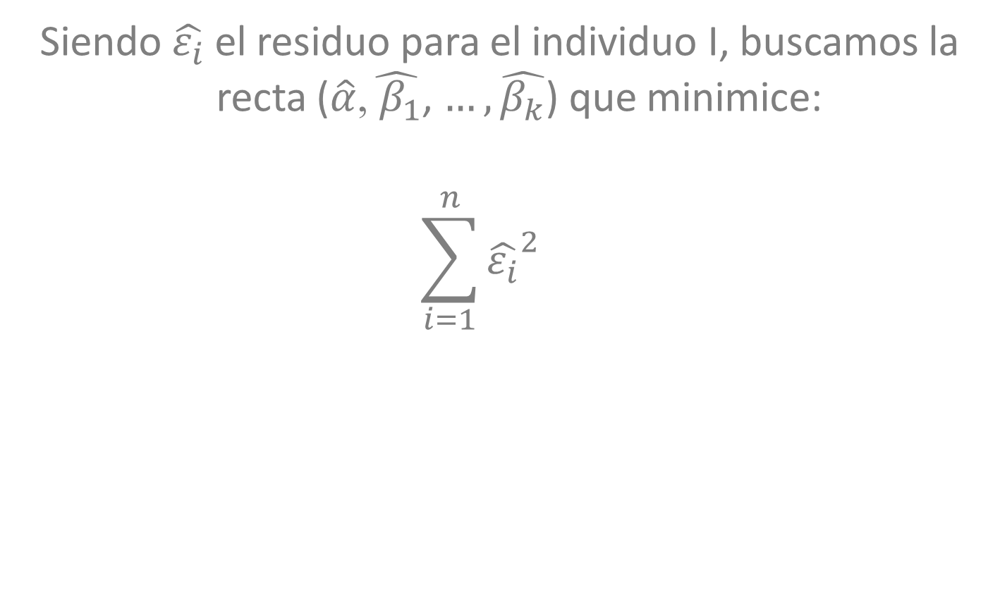 Siendo $\widehat{\varepsilon_i}$ el residuo para el individuo I, buscamos la
recta ($\hat{\alpha}, \widehat{\beta_1}, \ldots, \widehat{\beta_k}$) que minimice:
$\sum_{i=1}^{n} \widehat{\varepsilon_i}^2$